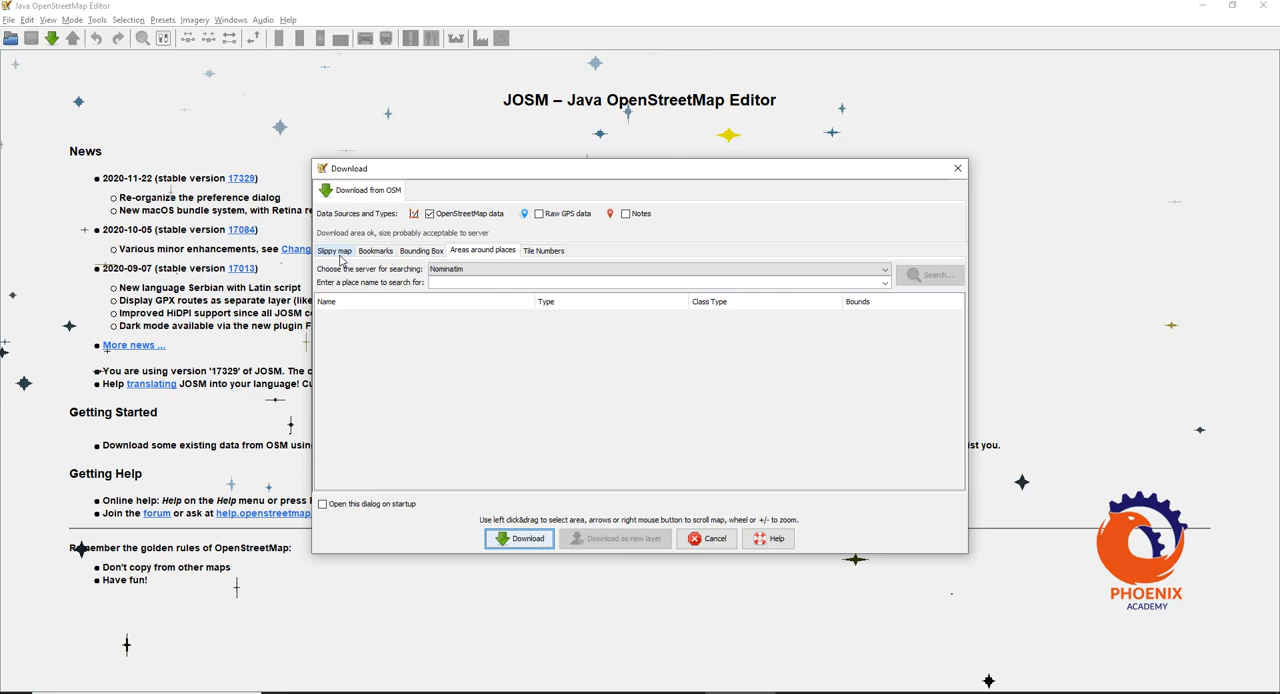 Java OpenStreetMap Editor
File Edit View Mode Tools Selection Presets Imagery Windows Audio Help
JOSM – Java OpenStreetMap Editor
News
2020-11-22 (stable version 17329)
Re-organize the preference dialog
New macOS bundle system, with Retina
2020-10-05 (stable version 17084)
Various minor enhancements, see Chang
2020-09-07 (stable version 17013)
New language Serbian with Latin script
Display GPX routes as separate layer (like
Improved HiDPI support since all JOSM
Dark mode available via the new plugin F
More news ...
You are using version '17329' of JOSM. The
Help translating JOSM into your language!
Getting Started
Download some existing data from OSM usin
ist you.
Getting Help
Online help: Help on the Help menu or press
Join the forum or ask at help.openstreetmap
Remember the golden rules of OpenStreetMap:
Don't copy from other maps
Have fun!
Download
Download from OSM
Data Sources and Types: OpenStreetMap data Raw GPS data Notes
Download area ok, size probably acceptable to server
Slippy map Bookmarks Bounding Box Areas around places Tile Numbers
Choose the server for searching: Nominatim
Search...
Enter a place name to search for:
Name Type Class Type Bounds
Open this dialog on startup
Use left click&drag to select area, arrows or right mouse button to scroll map, wheel or +/- to zoom.
Download Download as new layer Cancel Help
PHOENIX
ACADEMY